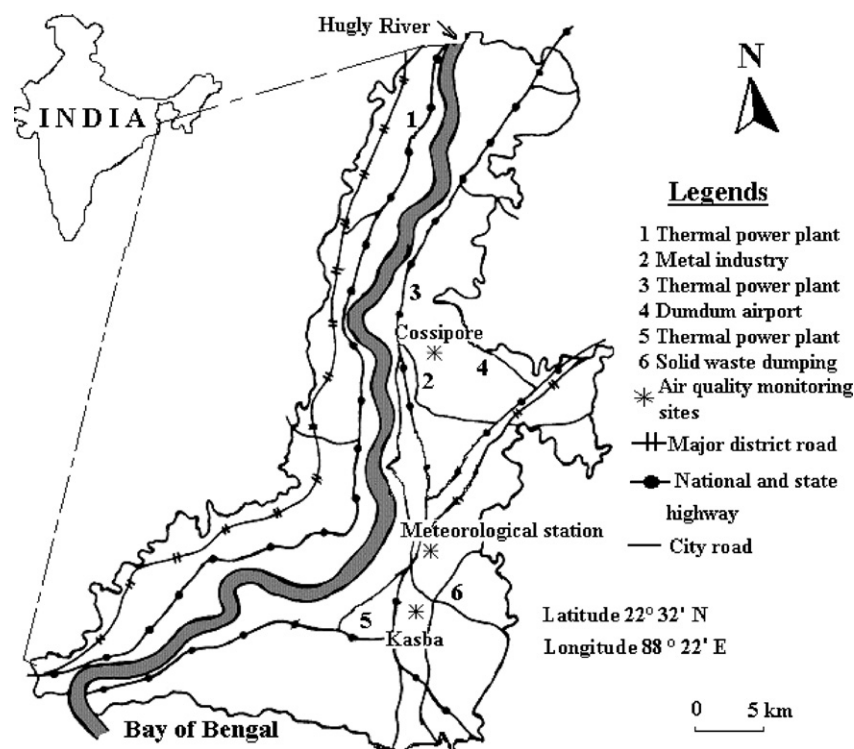 Hugly River
INDIA
N
1
Legends
1 Thermal power plant
2 Metal industry
3 Thermal power plant
4 Dumdum airport
5 Thermal power plant
6 Solid waste dumping
Air quality monitoring
sites
Major district road
National and state
highway
City road
3
Cossipore
2
4
Meteorological station
6
5
Kasba
Latitude 22° 32' N
Longitude 88 ° 22' E
0 5 km
Bay of Bengal